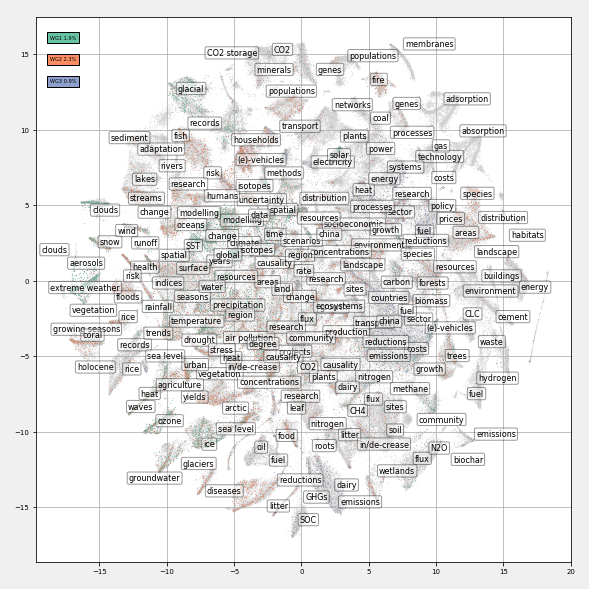 WG1 1.9%
WG2 2.3%
WG3 0.9%
membranes
CO2
CO2 storage
populations
minerals
genes
fire
glacial
populations
adsorption
networks
genes
coal
records
transport
absorption
fish
sediment
households
plants
processes
adaptation
power
gas
solar
technology
(e)-vehicles
electricity
rivers
systems
risk
methods
lakes
research
energy
costs
isotopes
heat
streams
humans
uncertainty
distribution
research
species
clouds
change
modelling
data
spatial
resources
processes
sector
policy
prices
distribution
oceans
modelling
socioeconomic
wind
change
time
china
growth
fuel
areas
habitats
snow
runoff
SST
climate
isotopes
scenarios
environment
reductions
clouds
spatial
global
region
concentrations
species
landscape
aerosols
health
surface
years
causality
landscape
resources
risk
rate
indices
resources
research
carbon
forests
buildings
extreme weather
water
areas
land
sites
environment
energy
floods
seasons
change
countries
biomass
vegetation
rainfall
precipitation
ecosystems
fuel
rice
region
flux
china
sector
CLC
cement
growing seasons
temperature
research
(e)-vehicles
coral
trends
production
drought
air pollution
community
reductions
waste
records
degree
stress
projects
costs
sea level
heat
causality
emissions
trees
holocene
rice
urban
in/de-crease
CO2
causality
growth
vegetation
plants
nitrogen
hydrogen
agriculture
concentrations
dairy
methane
heat
yields
research
flux
fuel
waves
arctic
leaf
CH4
sites
ozone
sea level
nitrogen
community
food
litter
soil
emissions
ice
oil
roots
in/de-crease
N2O
glaciers
fuel
flux
biochar
groundwater
wetlands
reductions
dairy
diseases
GHGs
emissions
litter
SOC
15
10
5
0
−5
−10
−15
−15
−10
−5
0
5
10
15
20